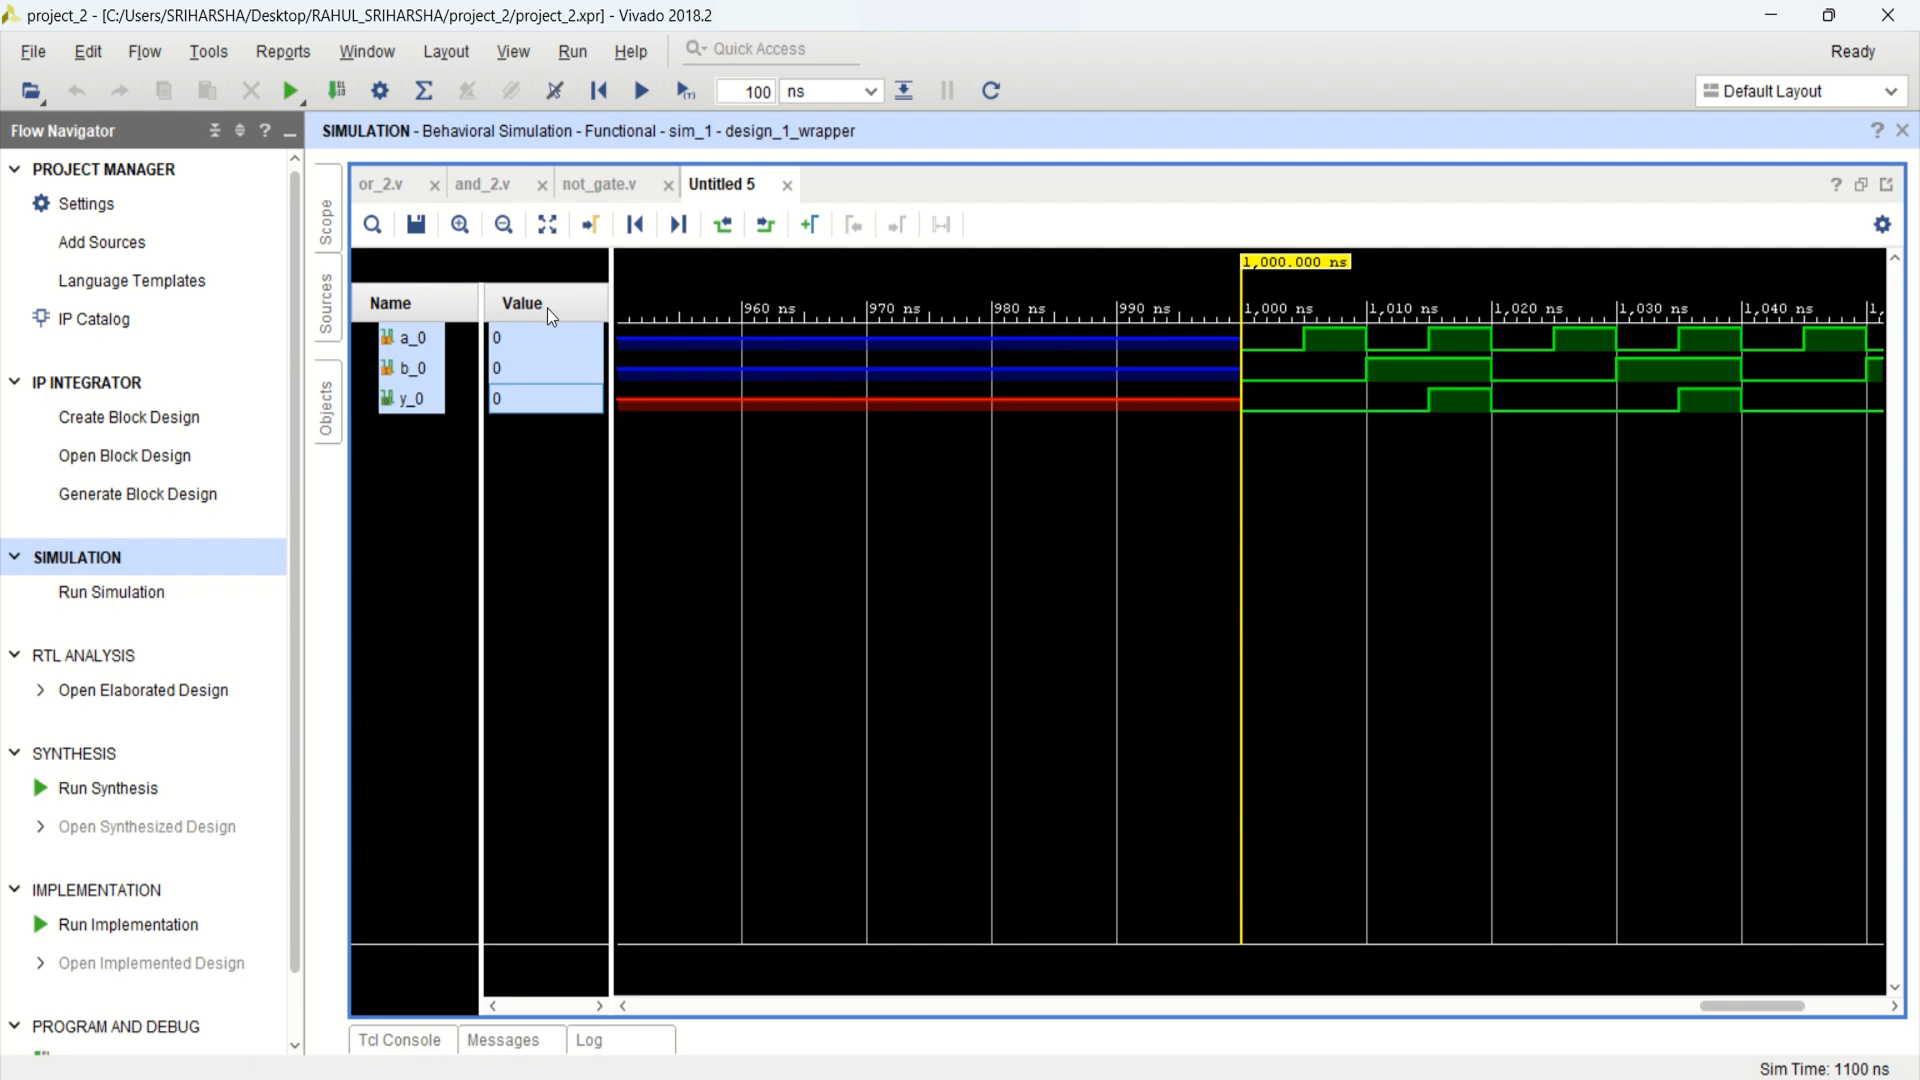 project_2 - [C:/Users/SRIHARSHA/Desktop/RAHUL_SRIHARSHA/project_2/project_2.xpr] - Vivado 2018.2
File Edit Flow Tools Reports Window Layout View Run Help Quick Access
Ready
100 ns
Default Layout
Flow Navigator
SIMULATION - Behavioral Simulation - Functional - sim_1 - design_1_wrapper
PROJECT MANAGER
Settings
Add Sources
Language Templates
IP Catalog
IP INTEGRATOR
Create Block Design
Open Block Design
Generate Block Design
SIMULATION
Run Simulation
RTL ANALYSIS
Open Elaborated Design
SYNTHESIS
Run Synthesis
Open Synthesized Design
IMPLEMENTATION
Run Implementation
Open Implemented Design
PROGRAM AND DEBUG
Scope
Sources
Objects
or_2.v and_2.v not_gate.v Untitled 5
1,000.000 ns
Name Value
960 ns 970 ns 980 ns 990 ns 1,000 ns 1,010 ns 1,020 ns 1,030 ns 1,040 ns 1,
a_0 0
b_0 0
y_0 0
Tcl Console Messages Log
Sim Time: 1100 ns